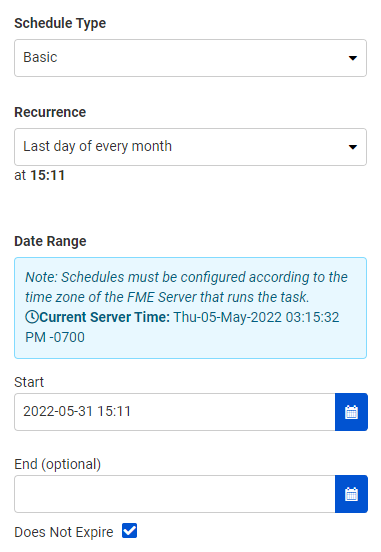 Schedule Type
Basic
Recurrence
Last day of every month
at 15:11
Date Range
Note: Schedules must be configured according to the
time zone of the FME Server that runs the task.
Current Server Time: Thu-05-May-2022 03:15:32
PM -0700
Start
2022-05-31 15:11
End (optional)
Does Not Expire